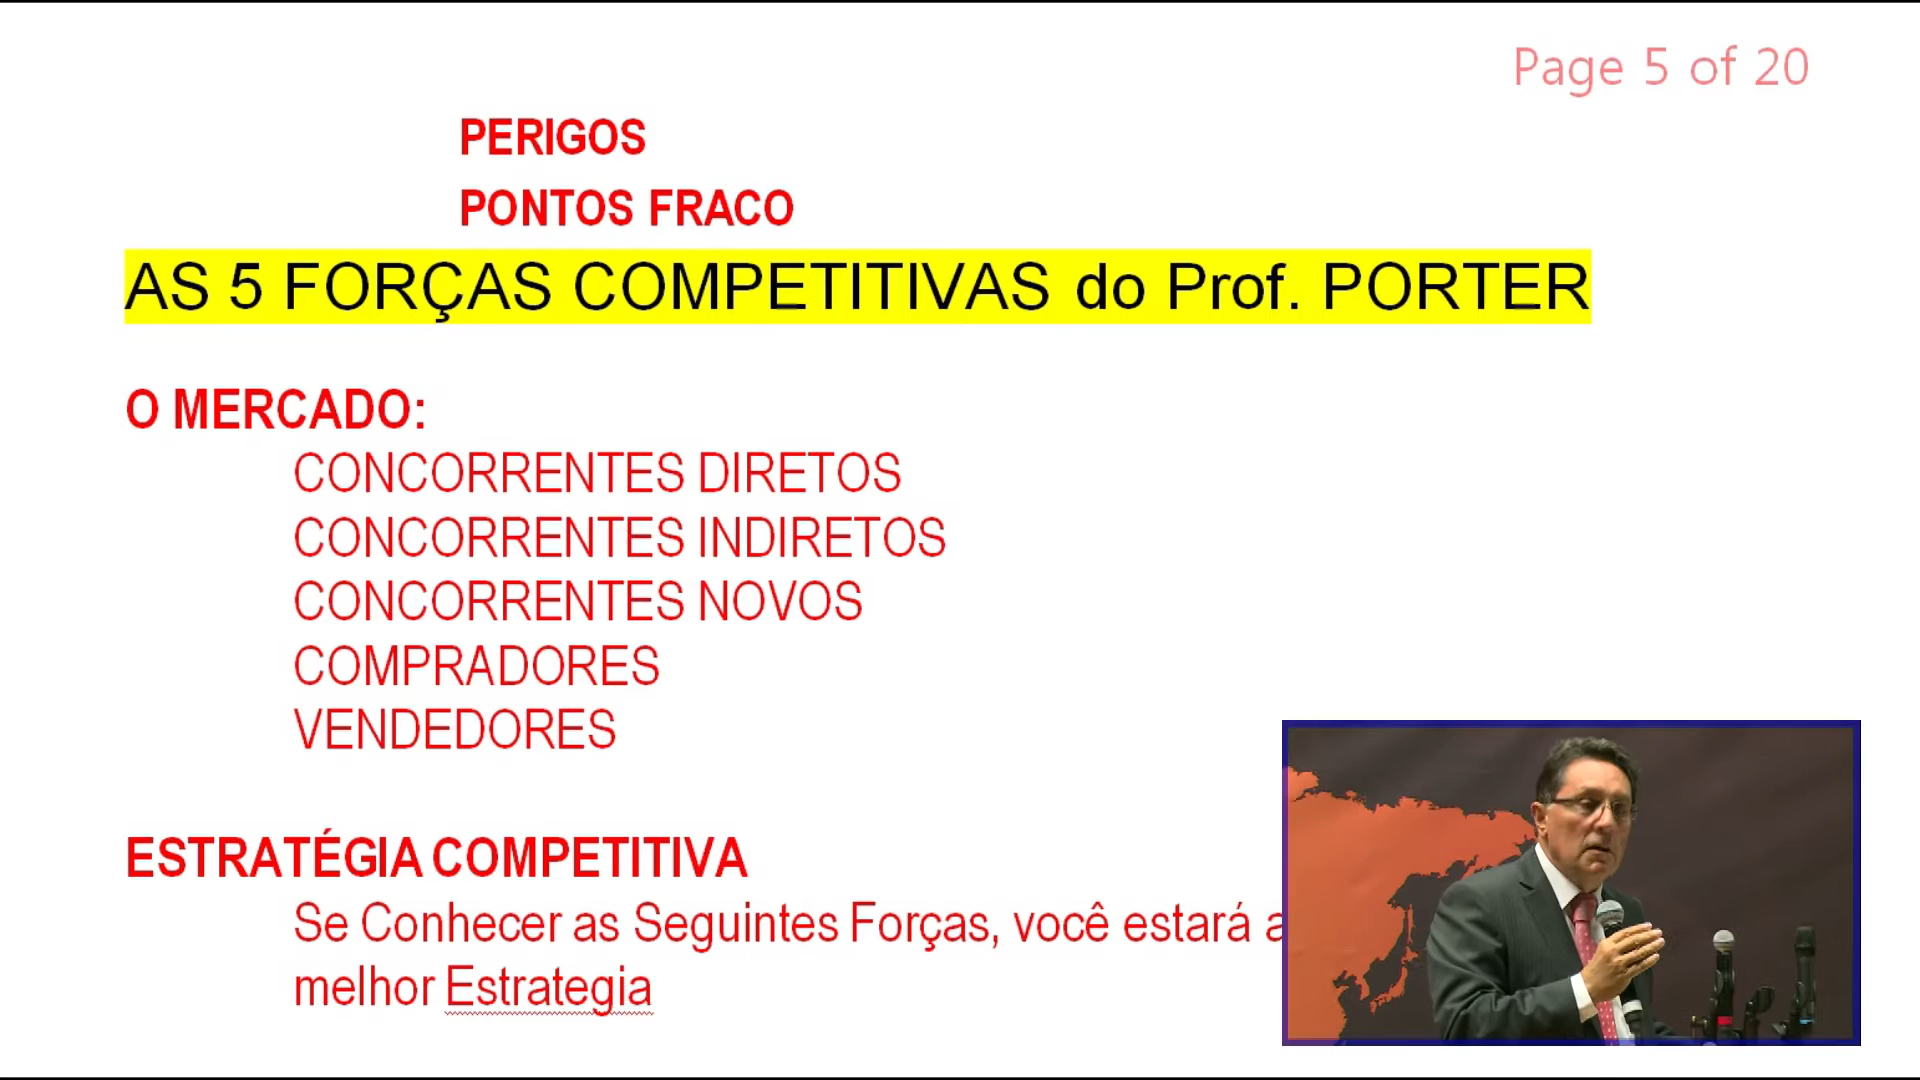 Page 5 of 20
PERIGOS
PONTOS FRACO
AS 5 FORÇAS COMPETITIVAS do Prof. PORTER
O MERCADO:
CONCORRENTES DIRETOS
CONCORRENTES INDIRETOS
CONCORRENTES NOVOS
COMPRADORES
VENDEDORES
ESTRATÉGIA COMPETITIVA
Se Conhecer as Seguintes Forças, você estará
melhor Estrategia